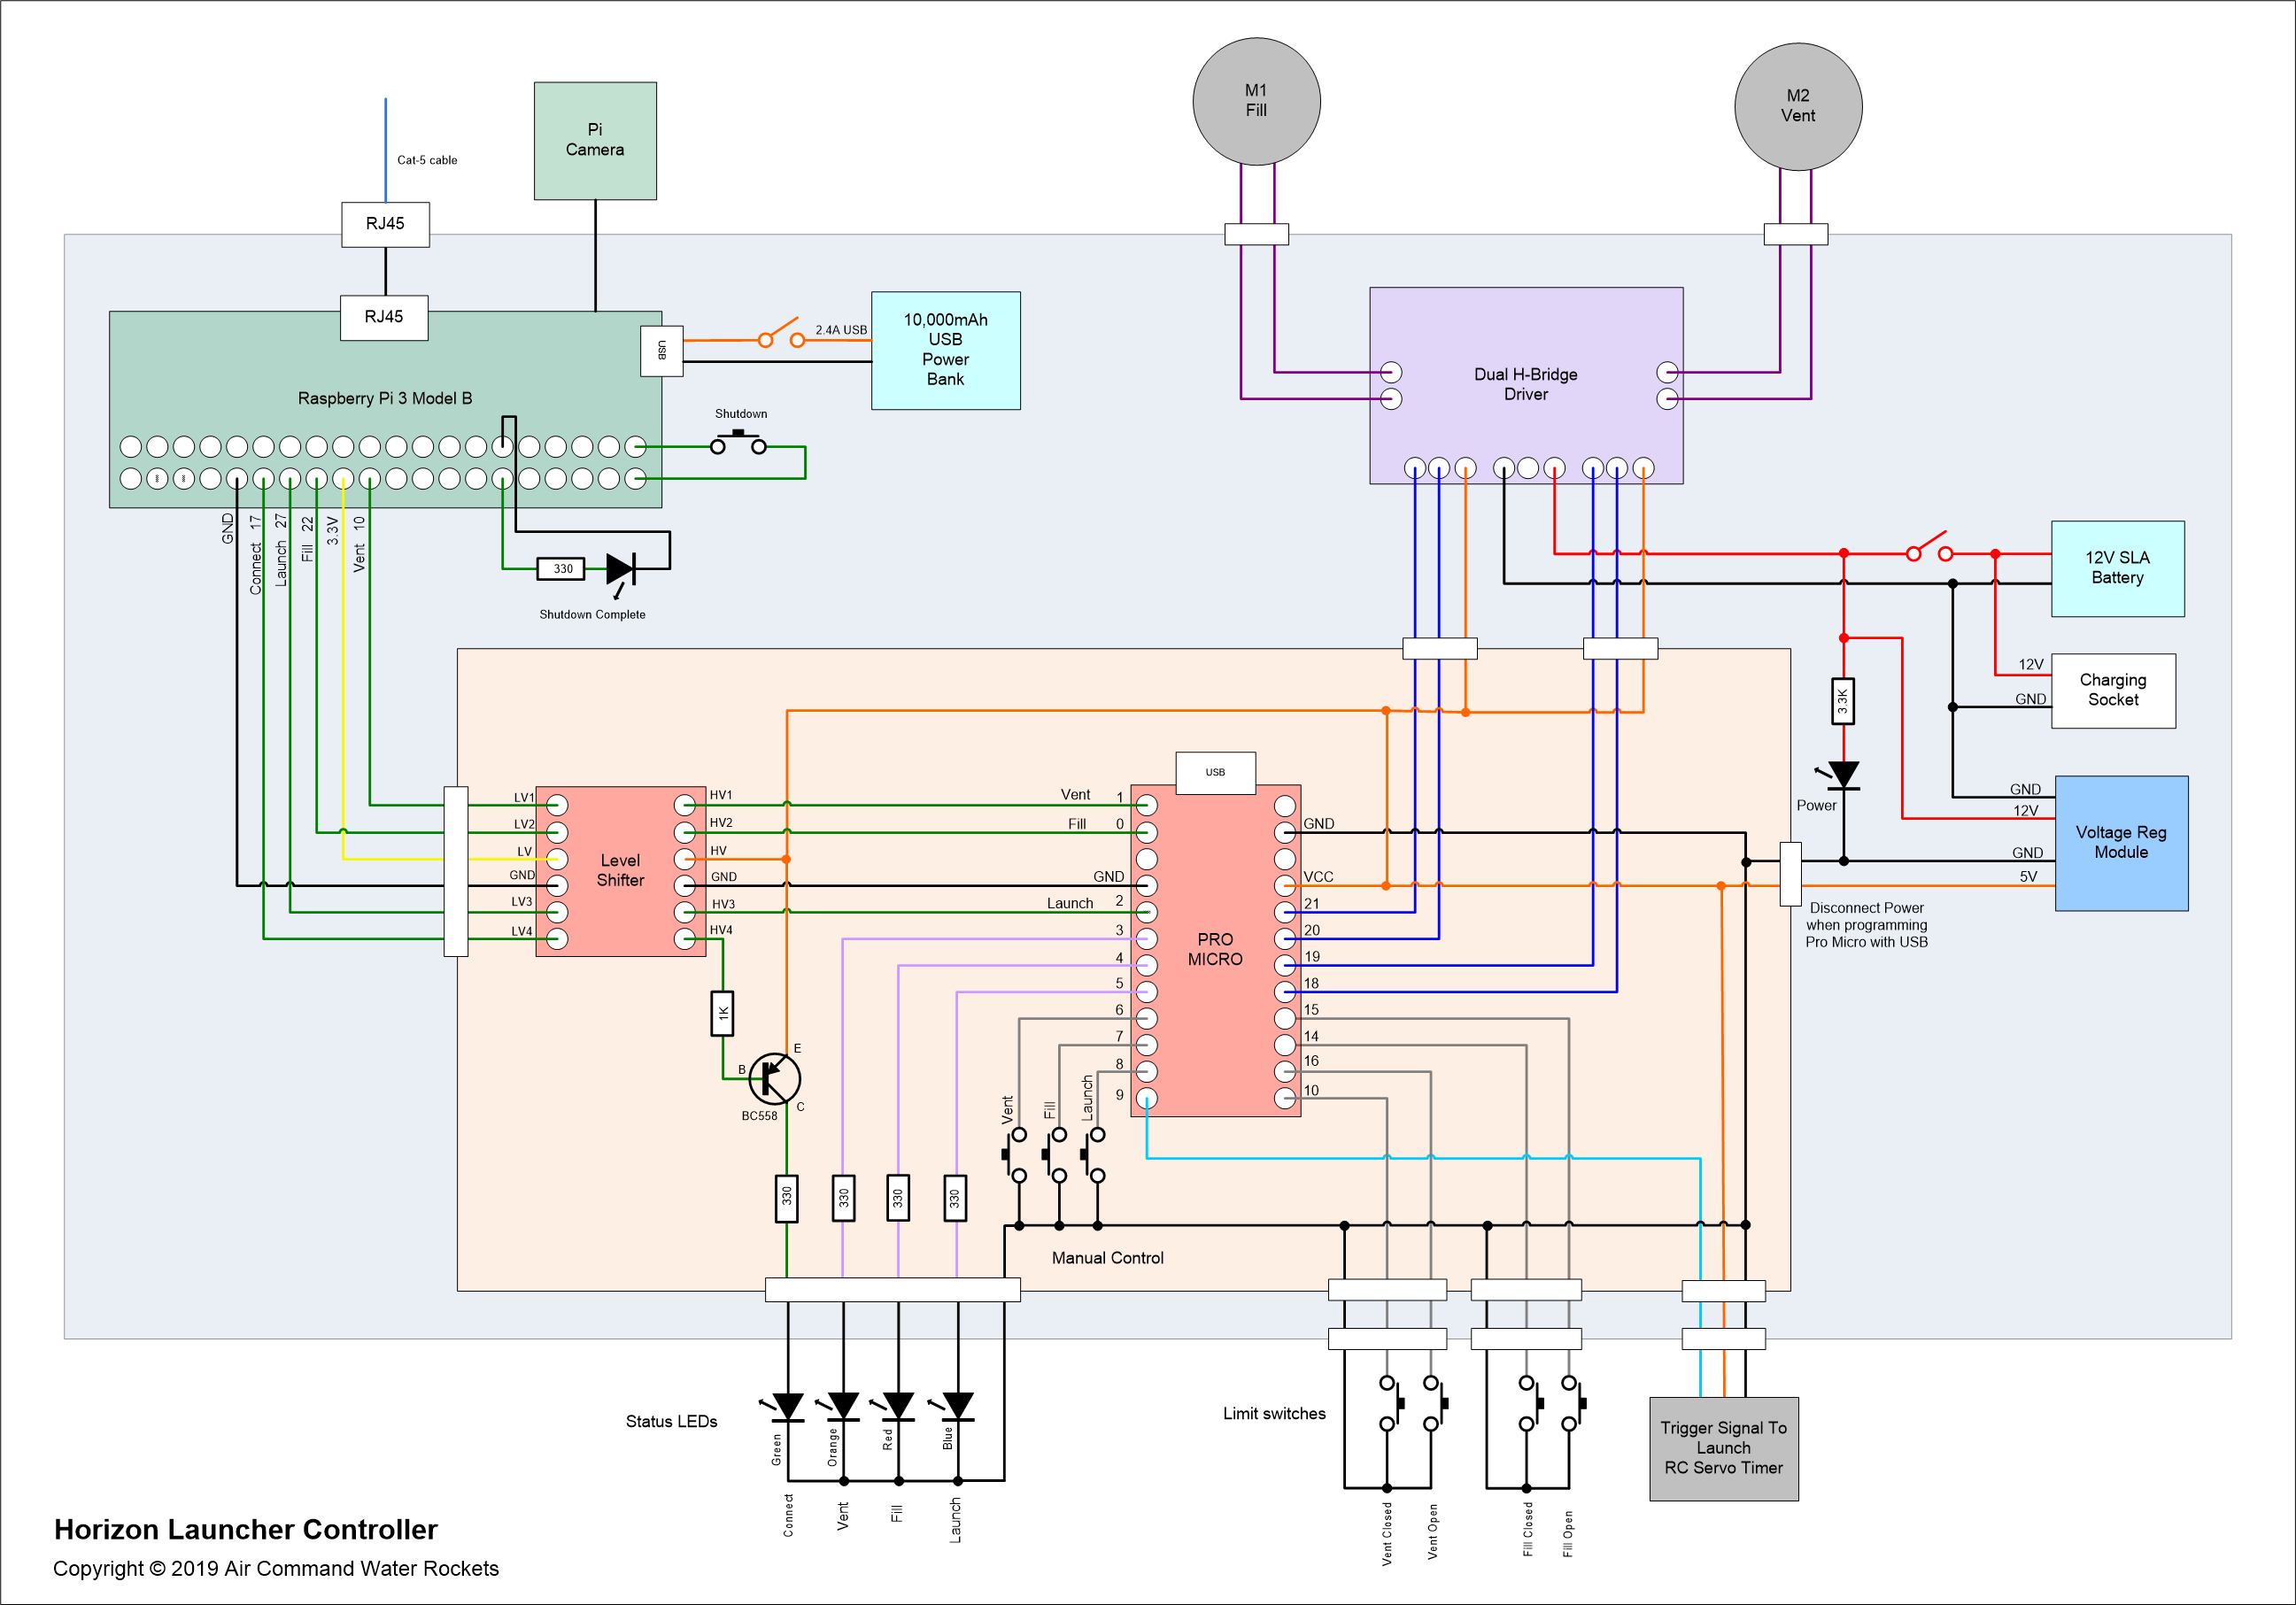 M1
Fill
M2
Vent
Pi
Camera
Cat-5 cable
RJ45
RJ45
USB
2.4A USB
10,000mAh
USB
Power
Bank
Raspberry Pi 3 Model B
Shutdown
Dual H-Bridge
Driver
GND
Connect 17
Launch 27
Fill 22
3.3V
Vent 10
330
Shutdown Complete
12V SLA
Battery
12V
GND
Charging
Socket
3.3K
Power
GND
12V
GND
5V
Voltage Reg
Module
Disconnect Power
when programming
Pro Micro with USB
USB
LV1
LV2
LV
GND
LV3
LV4
Level
Shifter
HV1
HV2
HV
GND
HV3
HV4
Vent
Fill
GND
Launch
1
0
2
3
4
5
6
7
8
9
PRO
MICRO
GND
VCC
21
20
19
18
15
14
16
10
1K
B
E
C
BC558
330
330
330
330
Vent
Fill
Launch
Manual Control
Status LEDs
Green
Orange
Red
Blue
Connect
Vent
Fill
Launch
Limit switches
Vent Closed
Vent Open
Fill Closed
Fill Open
Trigger Signal To
Launch
RC Servo Timer
Horizon Launcher Controller
Copyright © 2019 Air Command Water Rockets